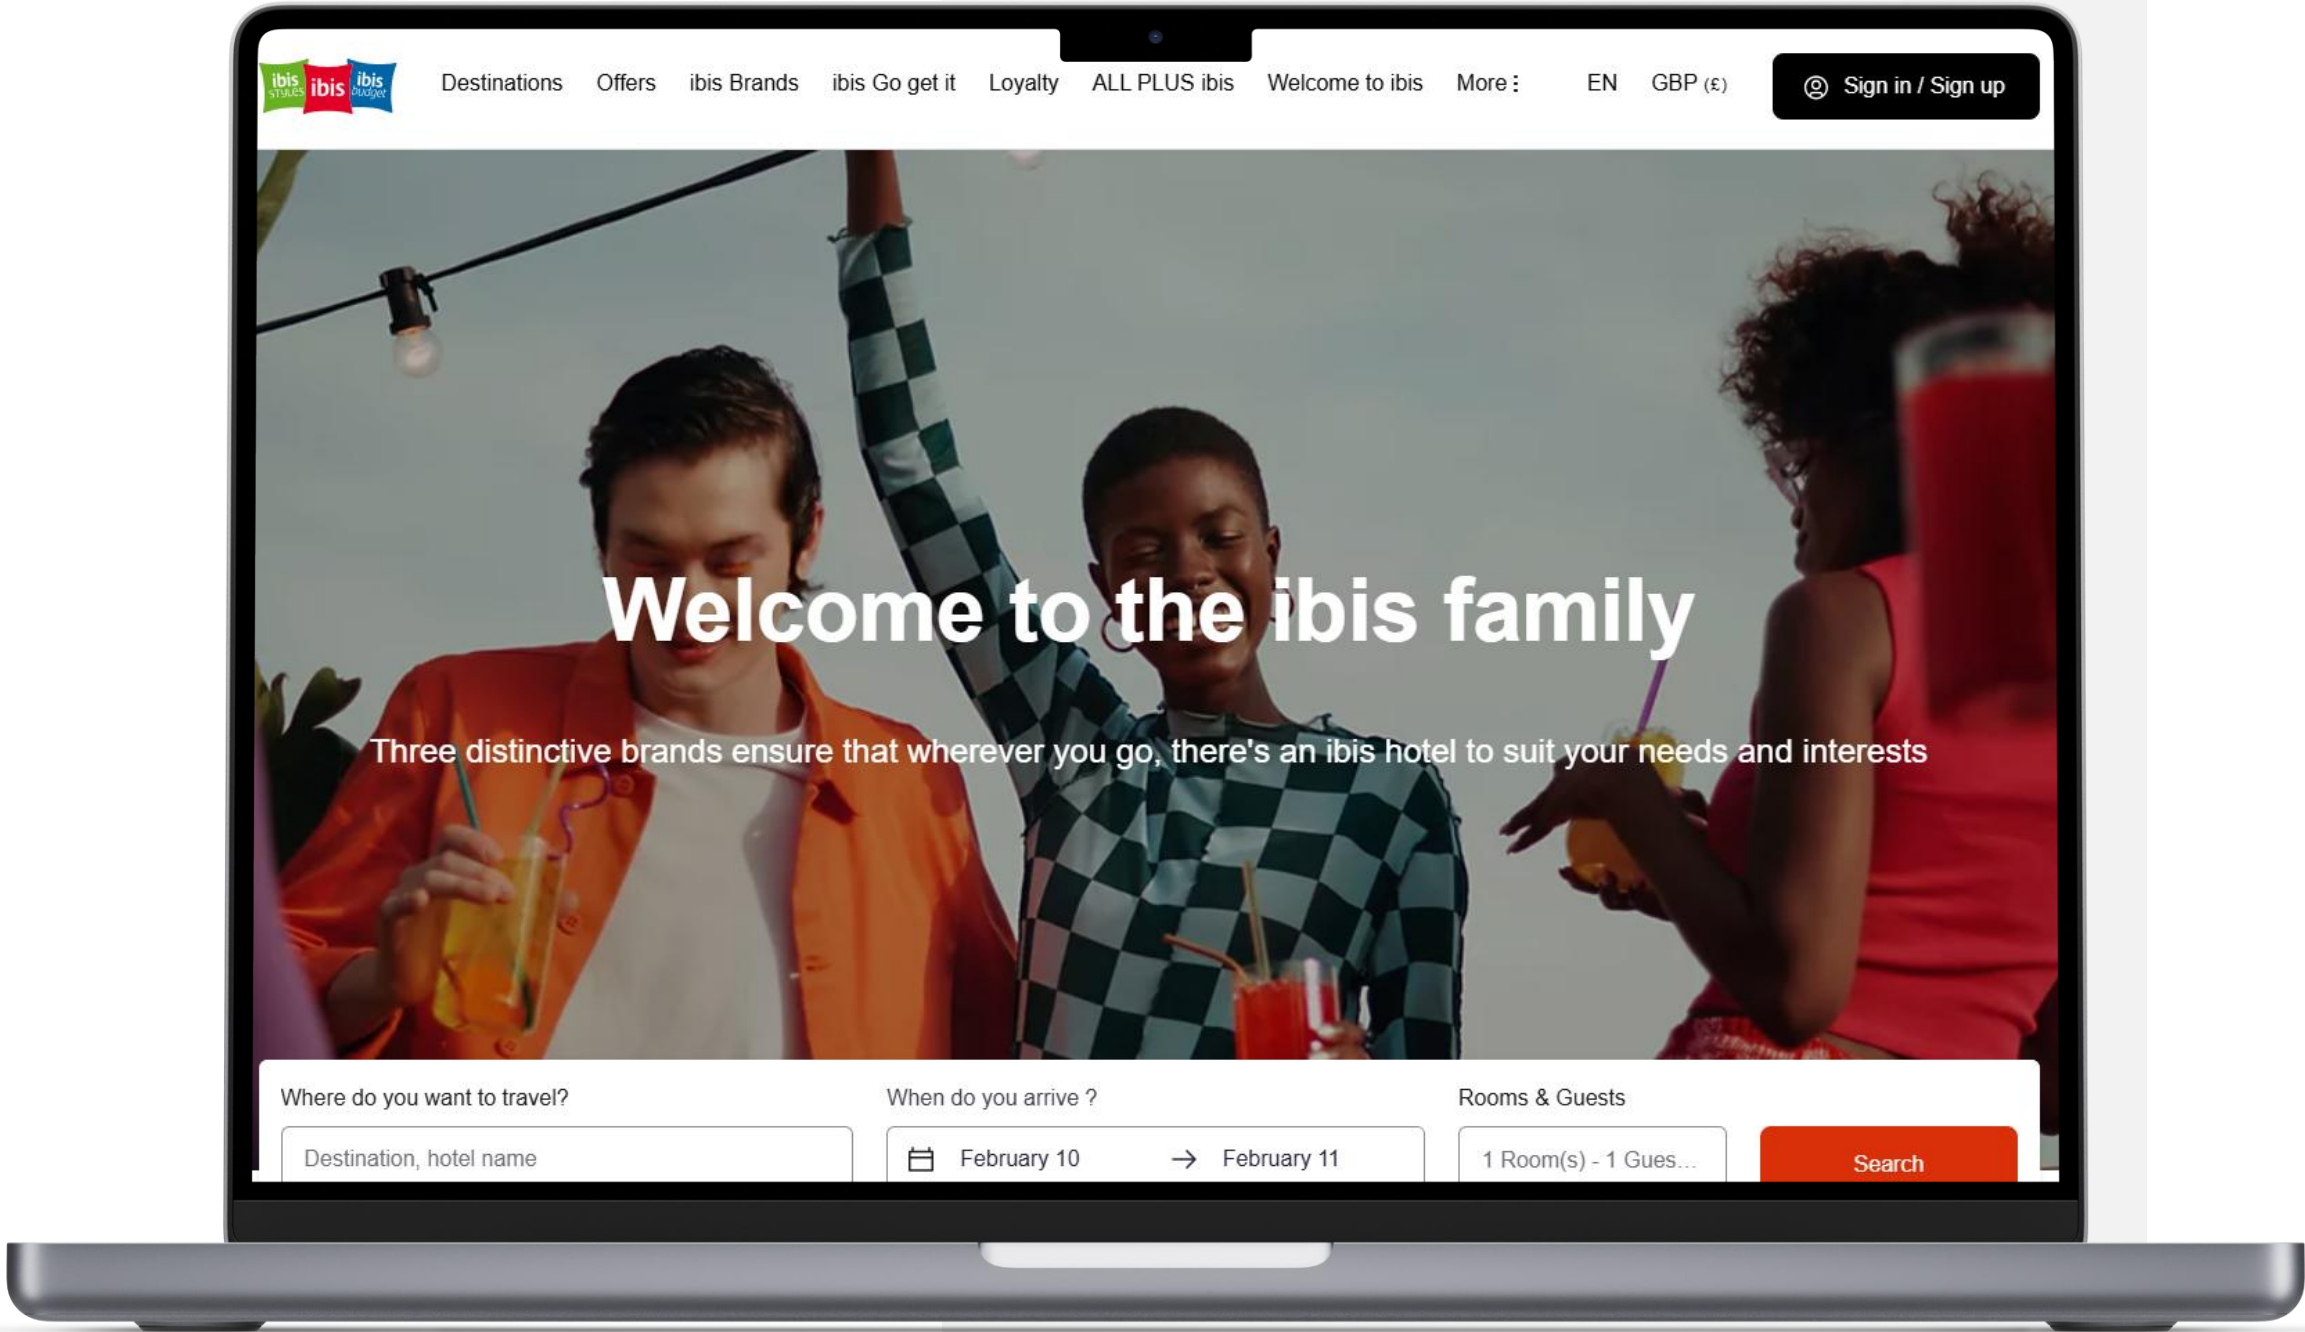 ibis STYLES ibis ibis budget
Destinations Offers ibis Brands ibis Go get it Loyalty ALL PLUS ibis Welcome to ibis More EN GBP (£) Sign in / Sign up
Welcome to the ibis family
Three distinctive brands ensure that wherever you go, there's an ibis hotel to suit your needs and interests
Where do you want to travel? When do you arrive ? Rooms & Guests
Destination, hotel name February 10 → February 11 1 Room(s) - 1 Gues... Search